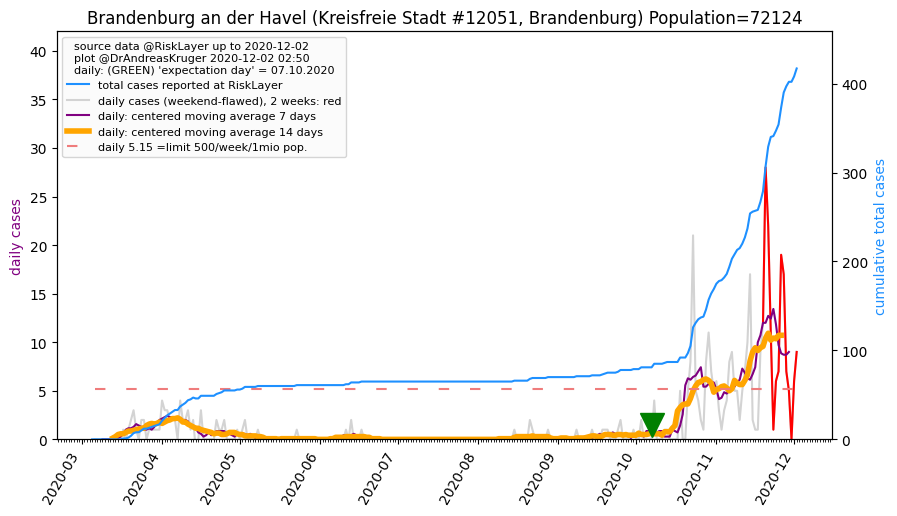 Brandenburg an der Havel (Kreisfreie Stadt #12051, Brandenburg) Population=72124
source data @RiskLayer up to 2020-12-02
plot @DrAndreasKruger 2020-12-02 02:50
daily: (GREEN) 'expectation day' = 07.10.2020
total cases reported at RiskLayer
daily cases (weekend-flawed), 2 weeks: red
daily: centered moving average 7 days
daily: centered moving average 14 days
daily 5.15 =limit 500/week/1mio pop.
daily cases
40
35
30
25
20
15
10
5
0
cumulative total cases
400
300
200
100
0
2020-03
2020-04
2020-05
2020-06
2020-07
2020-08
2020-09
2020-10
2020-11
2020-12